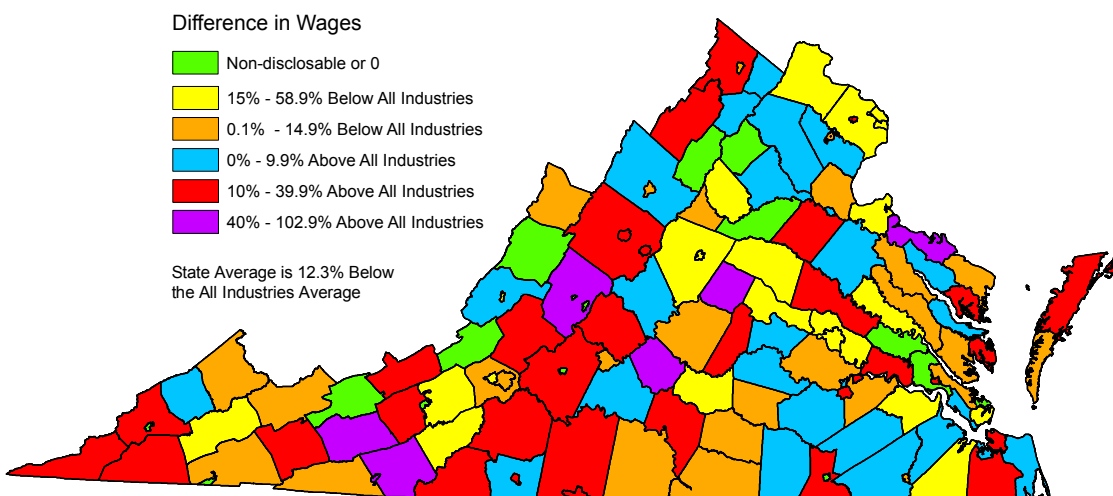 Difference in Wages
Non-disclosable or 0
15% - 58.9% Below All Industries
0.1%  - 14.9% Below All Industries
0% - 9.9% Above All Industries
10% - 39.9% Above All Industries
40% - 102.9% Above All Industries
State Average is 12.3% Below
the All Industries Average